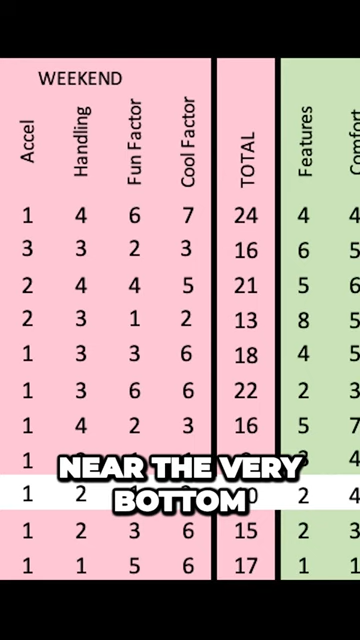 WEEKEND
Accel Handling Fun Factor Cool Factor TOTAL Features
1 4 6 7 24 4 4
3 3 2 3 16 6 5
2 4 4 5 21 5 6
2 3 1 2 13 8 5
1 3 3 6 18 4 5
1 3 6 6 22 2 3
1 4 2 3 16 5 7
1 4
NEAR THE VERY
1 2 2 4
BOTTOM
1 2 3 6 15 2 3
1 1 5 6 17 1 1